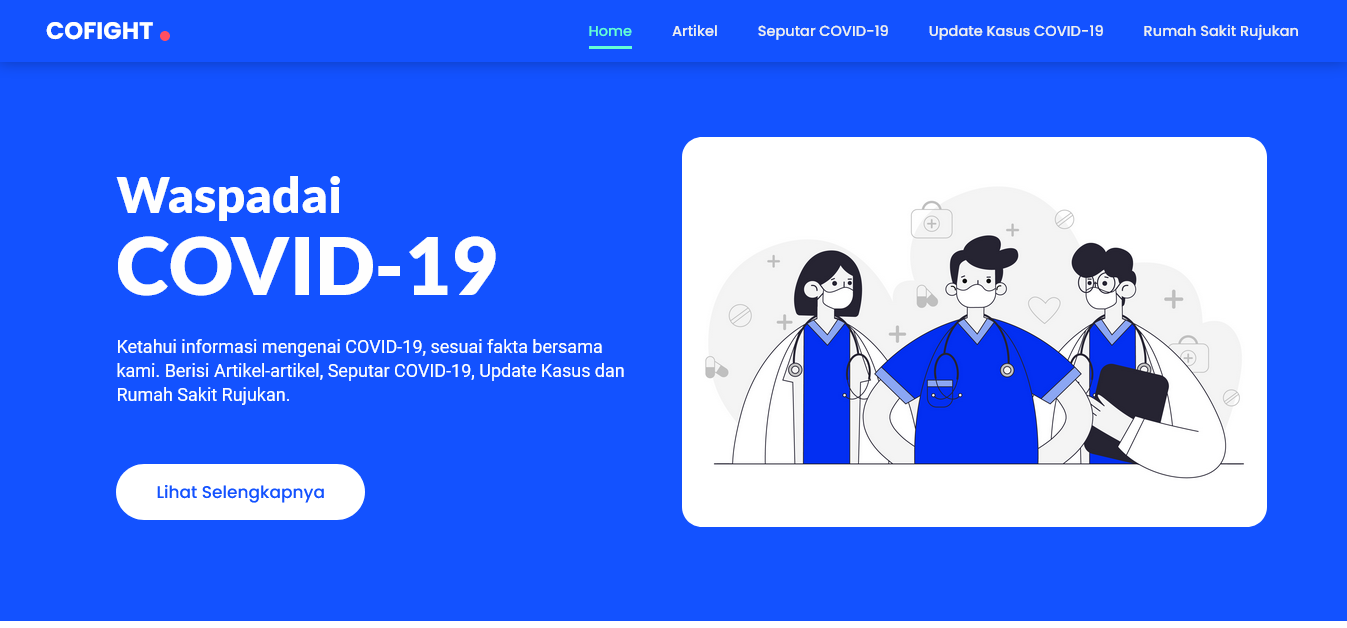 COFIGHT
Home
Artikel
Seputar COVID-19
Update Kasus COVID-19
Rumah Sakit Rujukan
Waspadai
COVID-19
Ketahui informasi mengenai COVID-19, sesuai fakta bersama
kami. Berisi Artikel-artikel, Seputar COVID-19, Update Kasus dan
Rumah Sakit Rujukan.
Lihat Selengkapnya